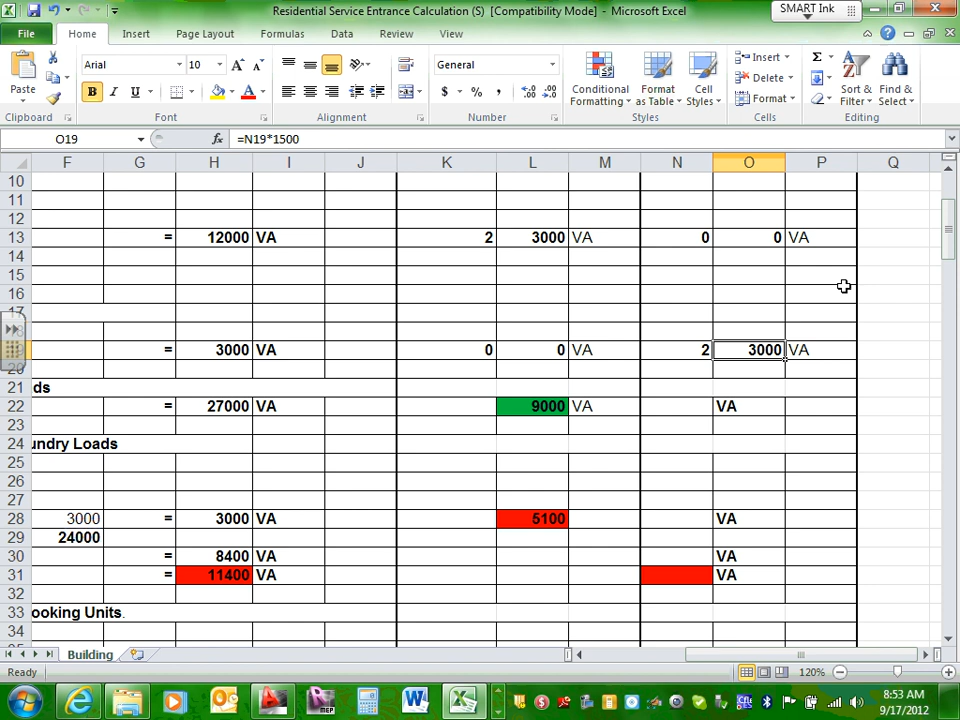 Residential Service Entrance Calculation (S) [Compatibility Mode] - Microsoft Excel
SMART Ink
File Home Insert Page Layout Formulas Data Review View
Paste
Arial 10
General
Conditional Formatting
Format as Table
Cell Styles
Insert
Delete
Format
Sort & Filter
Find & Select
Clipboard Font Alignment Number Styles Cells Editing
O19 fx =N19*1500
F G H I J K L M N O P Q
10
11
12
13 = 12000 VA 2 3000 VA 0 0 VA
14
15
16
17
18
= 3000 VA 0 0 VA 2 3000 VA
20
21 ds
22 = 27000 VA 9000 VA VA
23
24 undry Loads
25
26
27
28 3000 = 3000 VA 5100 VA
29 24000
30 = 8400 VA VA
31 = 11400 VA VA
32
33 ooking Units.
34
Building
Ready 120%
8:53 AM
9/17/2012